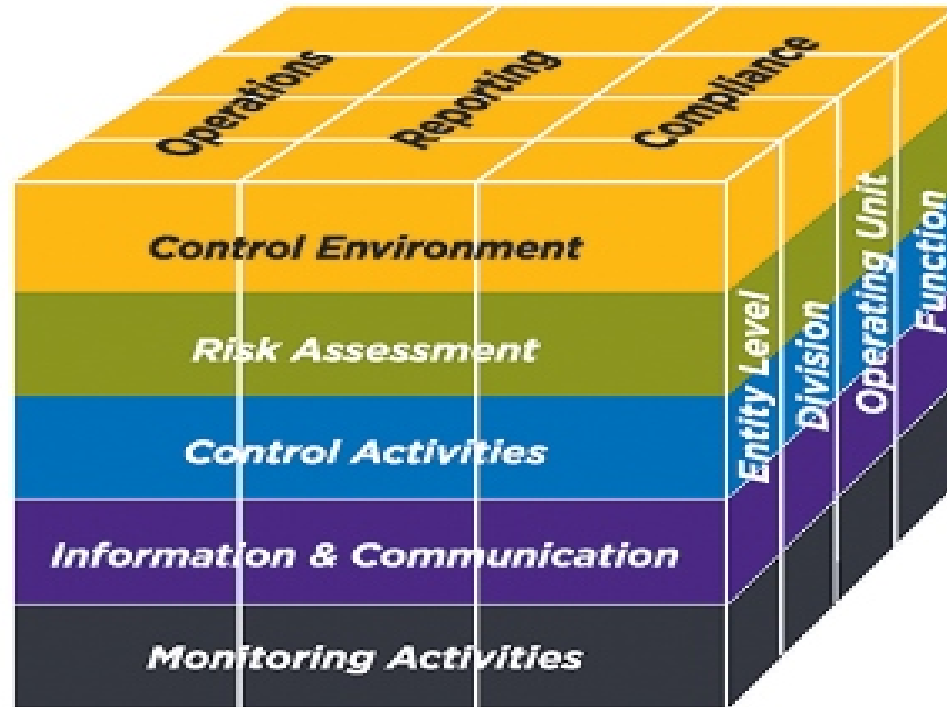 Operations
Reporting
Compliance
Control Environment
Risk Assessment
Control Activities
Information & Communication
Monitoring Activities
Entity Level
Division
Operating Unit
Function